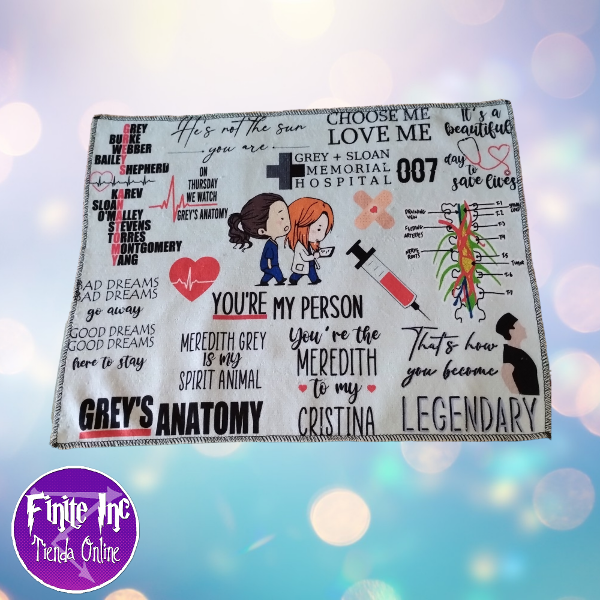 GREY
BURKE
WEBBER
BAILEY
SHEPHERD
KAREV
SLOAN
O'MALLEY
STEVENS
TORRES
MONTGOMERY
YANG
He's not the sun
you are
ON
THURSDAY
WE WATCH
GREY'S ANATOMY
CHOOSE ME
LOVE ME
GREY + SLOAN
MEMORIAL
HOSPITAL
007
It's a
beautiful
day
to
save lives
YOU'RE MY PERSON
BAD DREAMS
BAD DREAMS
go away
GOOD DREAMS
GOOD DREAMS
here to stay
MEREDITH GREY
IS MY
SPIRIT ANIMAL
You're the
MEREDITH
to my
CRISTINA
That's how
you become
LEGENDARY
GREY'S ANATOMY
Finite Inc
Tienda Online